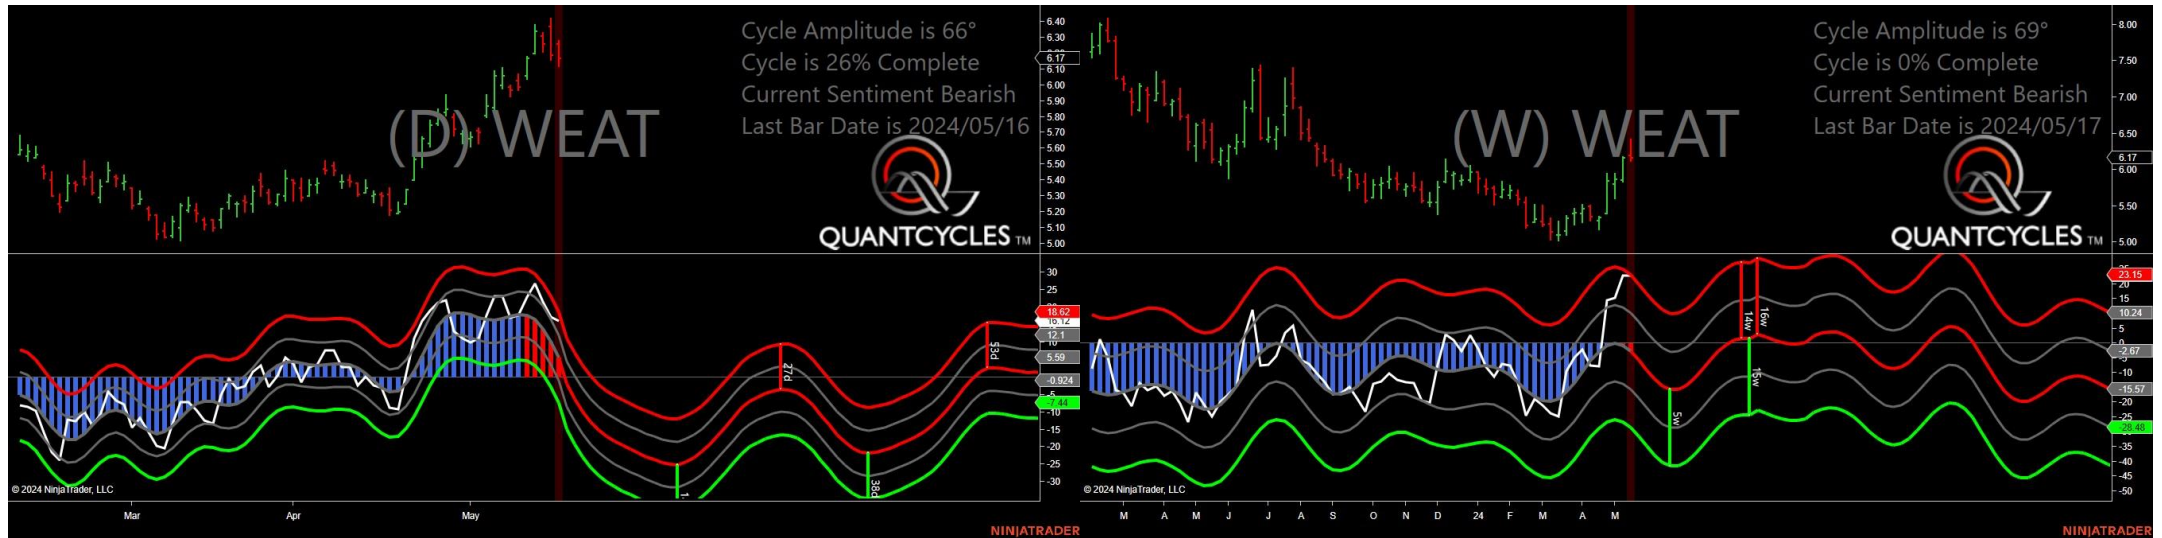 Cycle Amplitude is 66°
Cycle is 26% Complete
Current Sentiment Bearish
Last Bar Date is 2024/05/16
(D) WEAT
QUANTCYCLES TM
6.40
6.30
6.17
6.10
6.00
5.90
5.80
5.70
5.60
5.50
5.40
5.30
5.20
5.10
5.00
30
25
18.62
16.12
12.1
10
5.59
-0.924
-5
-7.44
-10
-15
-20
-25
-30
27d
53d
38d
© 2024 NinjaTrader, LLC
Mar Apr May
NINJATRADER
Cycle Amplitude is 69°
Cycle is 0% Complete
Current Sentiment Bearish
Last Bar Date is 2024/05/17
(W) WEAT
QUANTCYCLES TM
8.00
7.50
7.00
6.50
6.17
6.00
5.50
5.00
25
23.15
20
15
10.24
5
0
-2.67
-10
-15.57
-20
-25
-28.48
-35
-40
-45
-50
14w
16w
15w
5w
© 2024 NinjaTrader, LLC
M A M J J A S O N D 24 F M A M
NINJATRADER